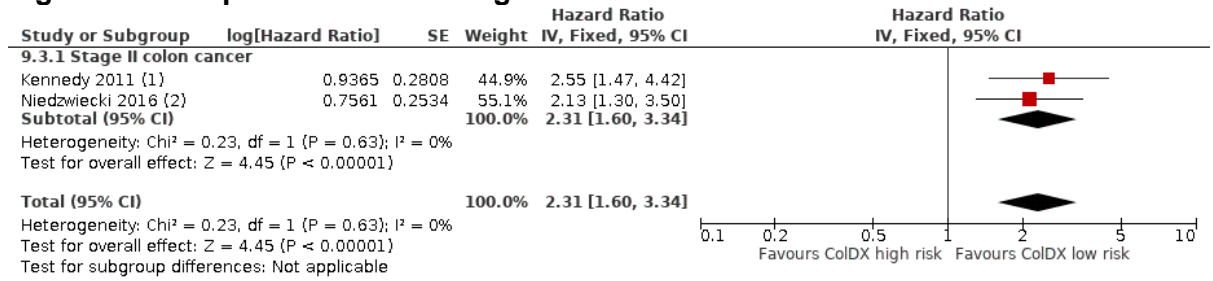 Hazard Ratio Hazard Ratio
Study or Subgroup log[Hazard Ratio] SE Weight IV, Fixed, 95% CI IV, Fixed, 95% CI
9.3.1 Stage II colon cancer
Kennedy 2011 (1) 0.9365 0.2808 44.9% 2.55 [1.47, 4.42]
Niedzwiecki 2016 (2) 0.7561 0.2534 55.1% 2.13 [1.30, 3.50]
Subtotal (95% CI) 100.0% 2.31 [1.60, 3.34]
Heterogeneity: Chi² = 0.23, df = 1 (P = 0.63); I² = 0%
Test for overall effect: Z = 4.45 (P < 0.00001)
Total (95% CI) 100.0% 2.31 [1.60, 3.34]
Heterogeneity: Chi² = 0.23, df = 1 (P = 0.63); I² = 0%
Test for overall effect: Z = 4.45 (P < 0.00001)
Test for subgroup differences: Not applicable
0.1 0.2 0.5 1 2 5 10
Favours ColDX high risk Favours ColDX low risk